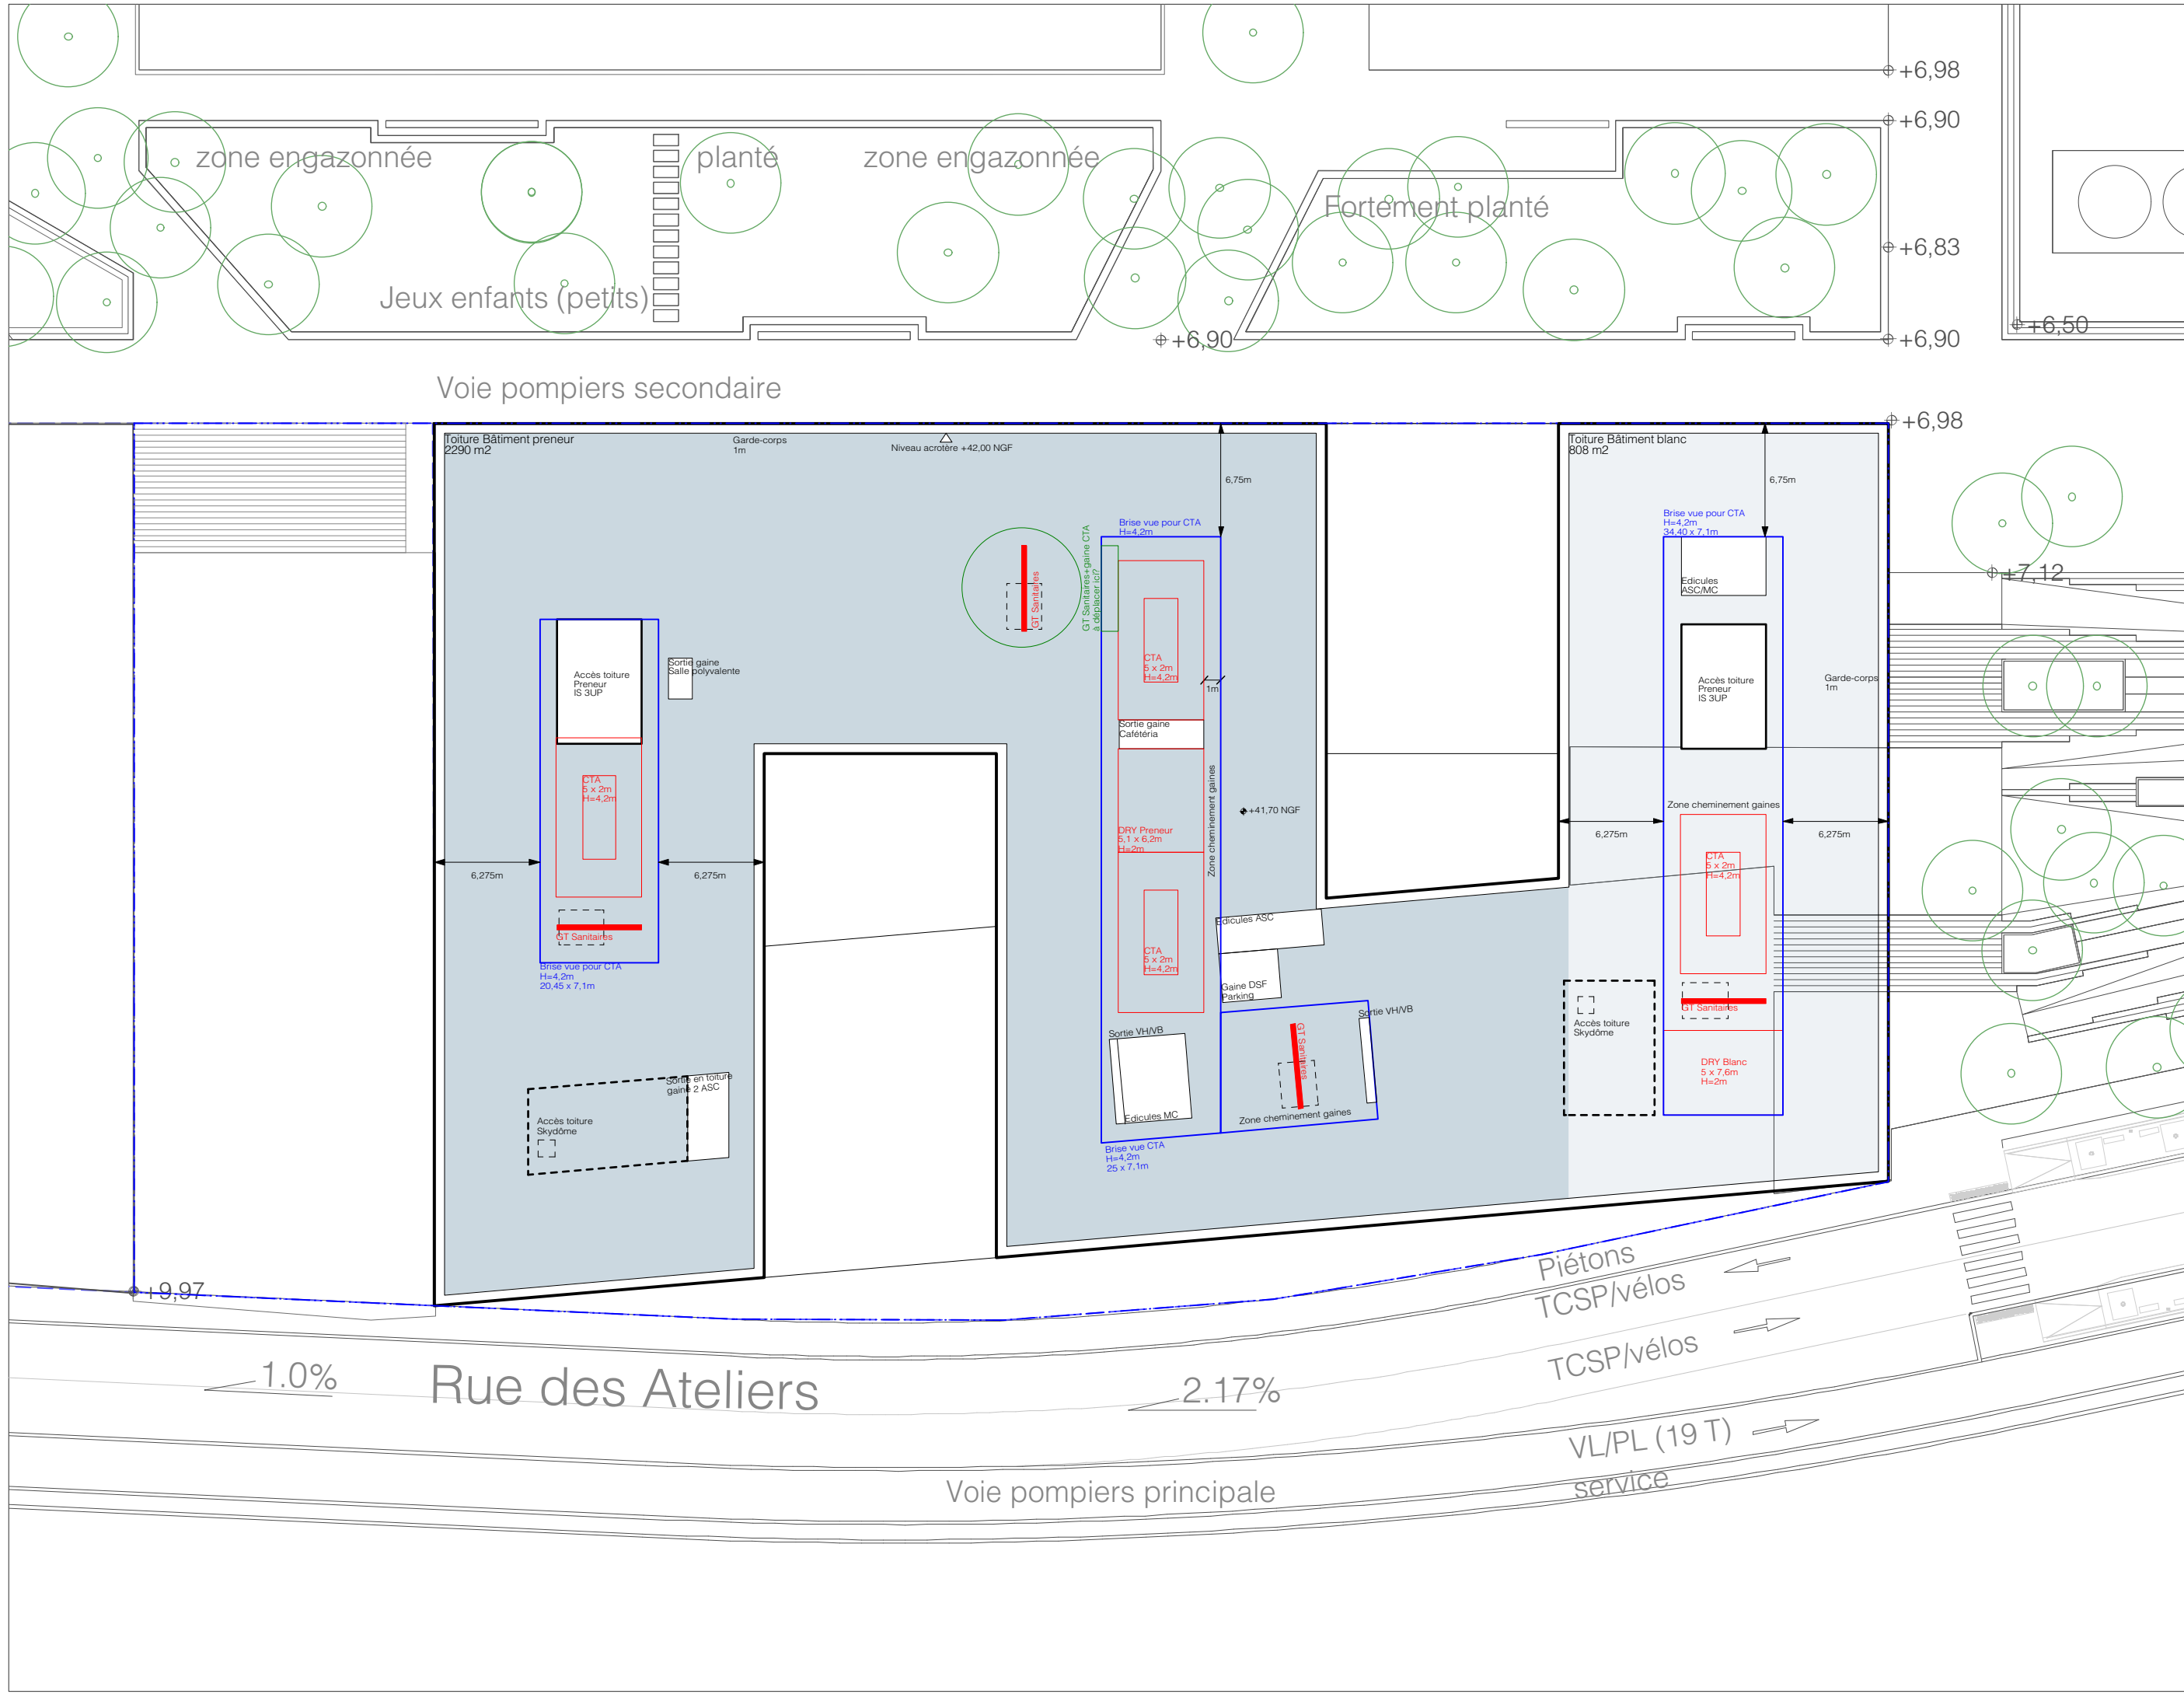 +6,98
+6,90
zone engazonnée
planté
zone engazonnée
Fortement planté
+6,83
Jeux enfants (petits)
+6,90
+6,90
+6,50
Voie pompiers secondaire
+6,98
Toiture Bâtiment preneur
2290 m2
Garde-corps
1m
Niveau acrotère +42,00 NGF
6,75m
Toiture Bâtiment blanc
808 m2
6,75m
Brise vue pour CTA
H=4,2m
Brise vue pour CTA
H=4,2m
34,40 x 7,1m
GT Sanitaires
GT Sanitaires+gaine CTA
à déplacer ici?
Edicules
ASC/MC
+7,12
Accès toiture
Preneur
IS 3UP
Sortie gaine
Salle polyvalente
CTA
5 x 2m
H=4,2m
1m
Accès toiture
Preneur
IS 3UP
Garde-corps
1m
Sortie gaine
Cafétéria
CTA
5 x 2m
H=4,2m
Zone cheminement gaines
+41,70 NGF
Zone cheminement gaines
DRY Preneur
5,1 x 6,2m
H=2m
6,275m
6,275m
6,275m
6,275m
CTA
5 x 2m
H=4,2m
GT Sanitaires
Brise vue pour CTA
H=4,2m
20,45 x 7,1m
CTA
5 x 2m
H=4,2m
Edicules ASC
Gaine DSF
Parking
GT Sanitaires
Accès toiture
Skydôme
Sortie VH/VB
Sortie VH/VB
GT Sanitaires
DRY Blanc
5 x 7,6m
H=2m
Sortie en toiture
gaine 2 ASC
Accès toiture
Skydôme
Edicules MC
Zone cheminement gaines
Brise vue CTA
H=4,2m
25 x 7,1m
+9,97
Piétons
TCSP/vélos
TCSP/vélos
1.0%
Rue des Ateliers
2.17%
VL/PL (19 T)
service
Voie pompiers principale